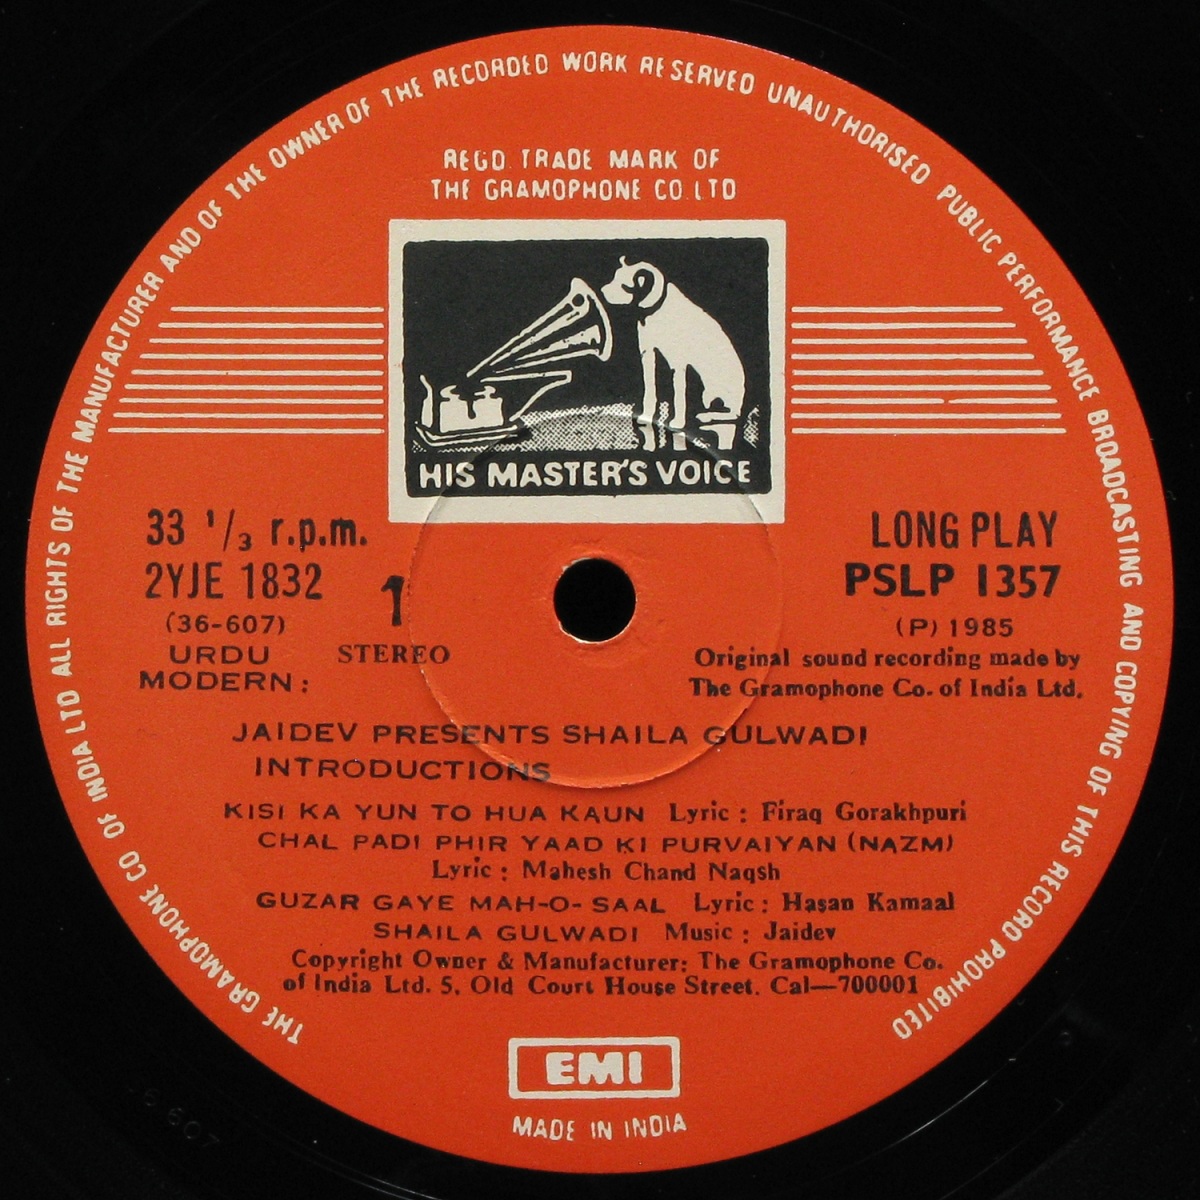 THE GRAMOPHONE CO OF INDIA LTD ALL RIGHTS OF THE MANUFACTURER AND OF THE OWNER OF THE RECORDED WORK RESERVED UNAUTHORISED PUBLIC PERFORMANCE BROADCASTING AND COPYING OF THIS RECORD PROHIBITED
REGD. TRADE MARK OF
THE GRAMOPHONE CO. LTD
HIS MASTER'S VOICE
33 1/3 r.p.m.
2YJE 1832
1
(36-607)
URDU
STEREO
MODERN:
LONG PLAY
PSLP 1357
(P) 1985
Original sound recording made by
The Gramophone Co. of India Ltd.
JAIDEV PRESENTS SHAILA GULWADI
INTRODUCTIONS
KISI KA YUN TO HUA KAUN Lyric : Firaq Gorakhpuri
CHAL PADI PHIR YAAD KI PURVAIYAN (NAZM)
Lyric : Mahesh Chand Naqsh
GUZAR GAYE MAH-O- SAAL Lyric : Hasan Kamaal
SHAILA GULWADI Music : Jaidev
Copyright Owner & Manufacturer: The Gramophone Co.
of India Ltd. 5, Old Court House Street. Cal—700001
EMI
MADE IN INDIA